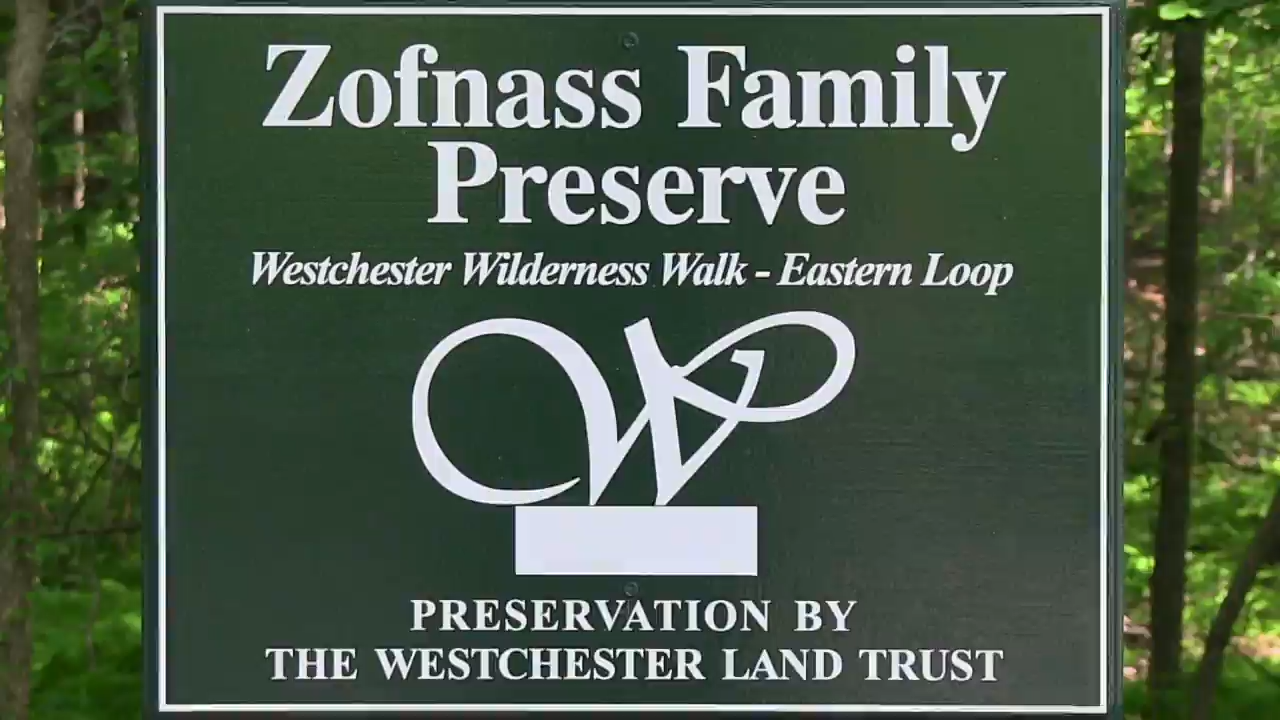 Zofnass Family
Preserve
Westchester Wilderness Walk - Eastern Loop
W
PRESERVATION BY
THE WESTCHESTER LAND TRUST